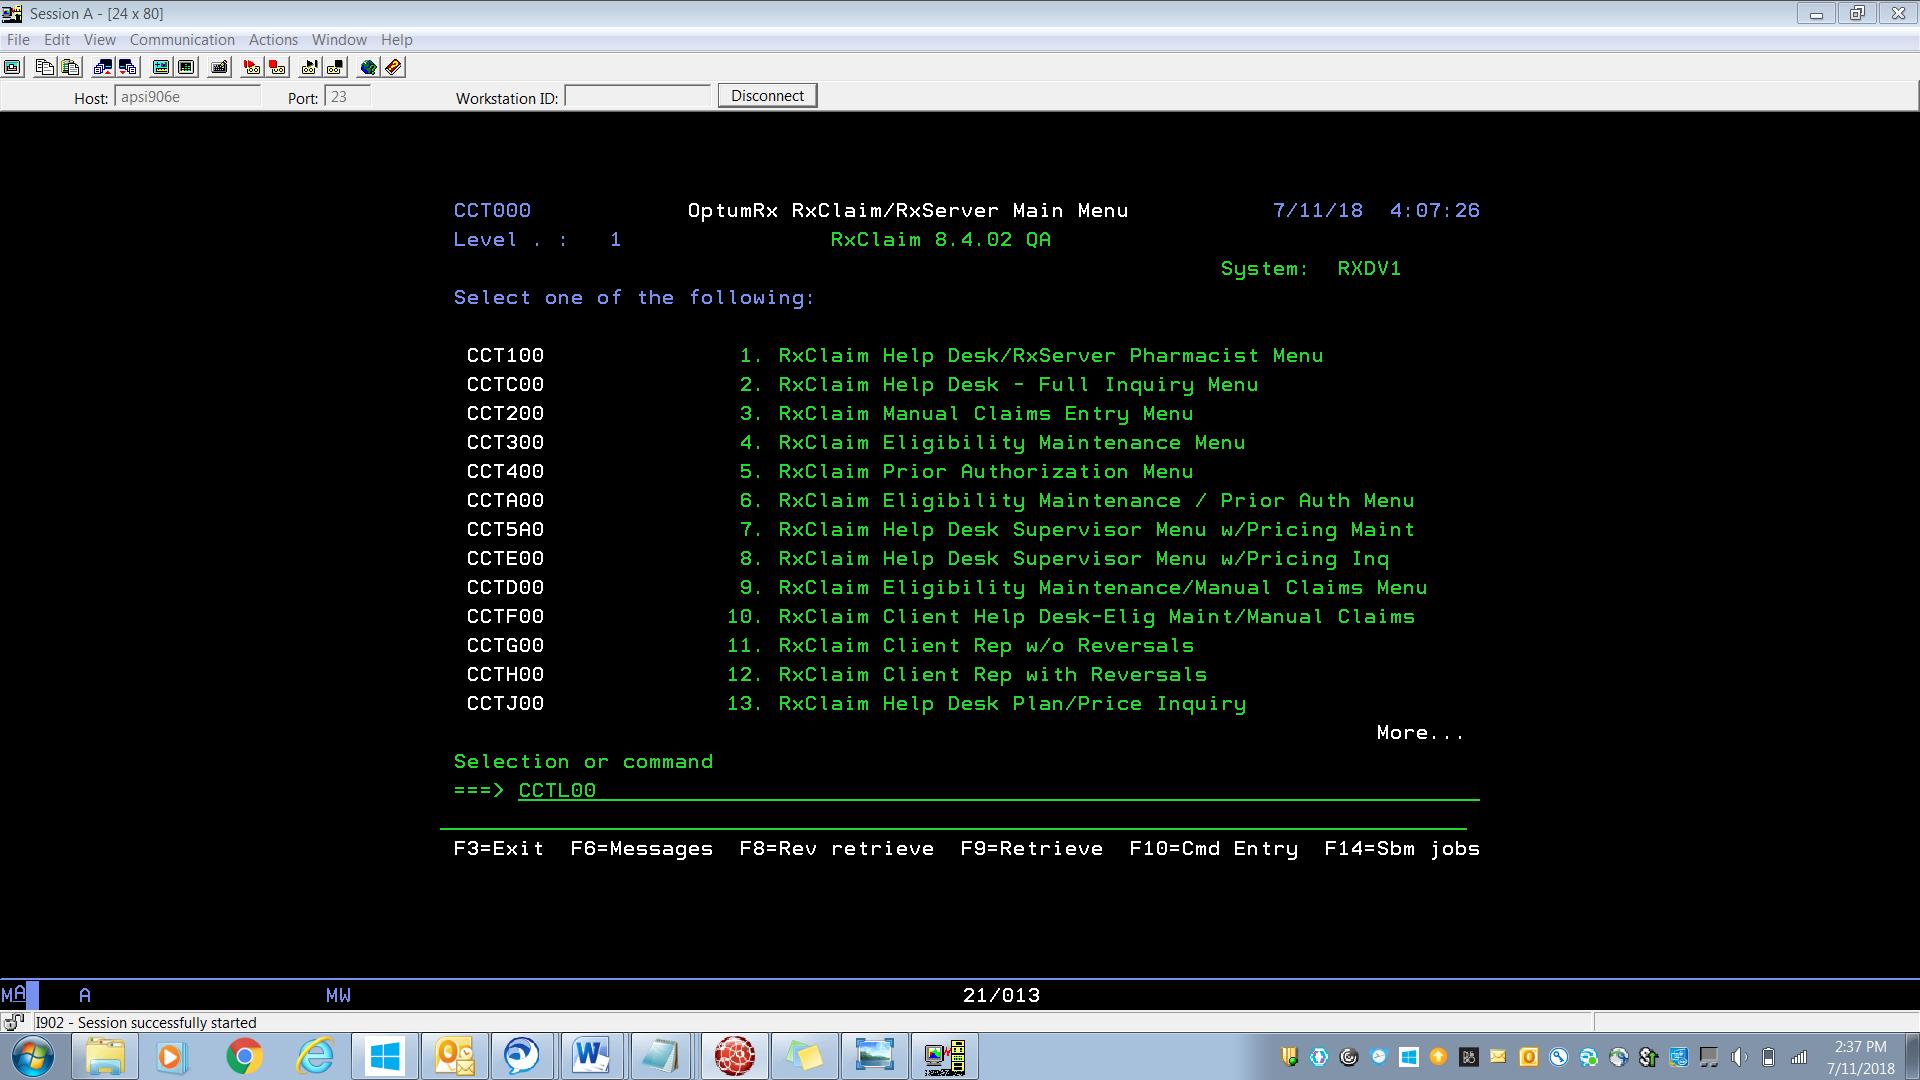 Session A - [24 x 80]
File Edit View Communication Actions Window Help
Host: apsi906e Port: 23 Workstation ID: Disconnect
CCT000 OptumRx RxClaim/RxServer Main Menu 7/11/18 4:07:26
Level . : 1 RxClaim 8.4.02 QA
System: RXDV1
Select one of the following:
CCT100 1. RxClaim Help Desk/RxServer Pharmacist Menu
CCTC00 2. RxClaim Help Desk - Full Inquiry Menu
CCT200 3. RxClaim Manual Claims Entry Menu
CCT300 4. RxClaim Eligibility Maintenance Menu
CCT400 5. RxClaim Prior Authorization Menu
CCTA00 6. RxClaim Eligibility Maintenance / Prior Auth Menu
CCT5A0 7. RxClaim Help Desk Supervisor Menu w/Pricing Maint
CCTE00 8. RxClaim Help Desk Supervisor Menu w/Pricing Inq
CCTD00 9. RxClaim Eligibility Maintenance/Manual Claims Menu
CCTF00 10. RxClaim Client Help Desk-Elig Maint/Manual Claims
CCTG00 11. RxClaim Client Rep w/o Reversals
CCTH00 12. RxClaim Client Rep with Reversals
CCTJ00 13. RxClaim Help Desk Plan/Price Inquiry
More...
Selection or command
===> CCTL00
F3=Exit F6=Messages F8=Rev retrieve F9=Retrieve F10=Cmd Entry F14=Sbm jobs
MA A MW 21/013
I902 - Session successfully started
2:37 PM
7/11/2018